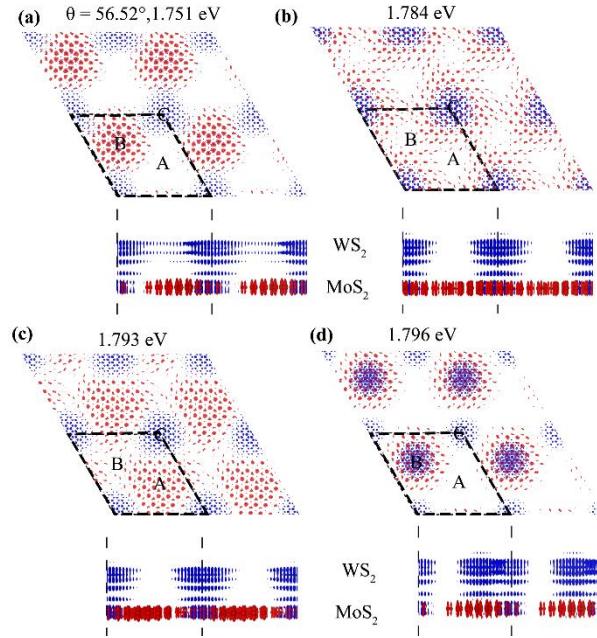 (a)
θ = 56.52°,1.751 eV
C
B
A
WS₂
MoS₂
(b)
1.784 eV
C
B
A
(c)
1.793 eV
C
B
A
WS₂
MoS₂
(d)
1.796 eV
C
B
A